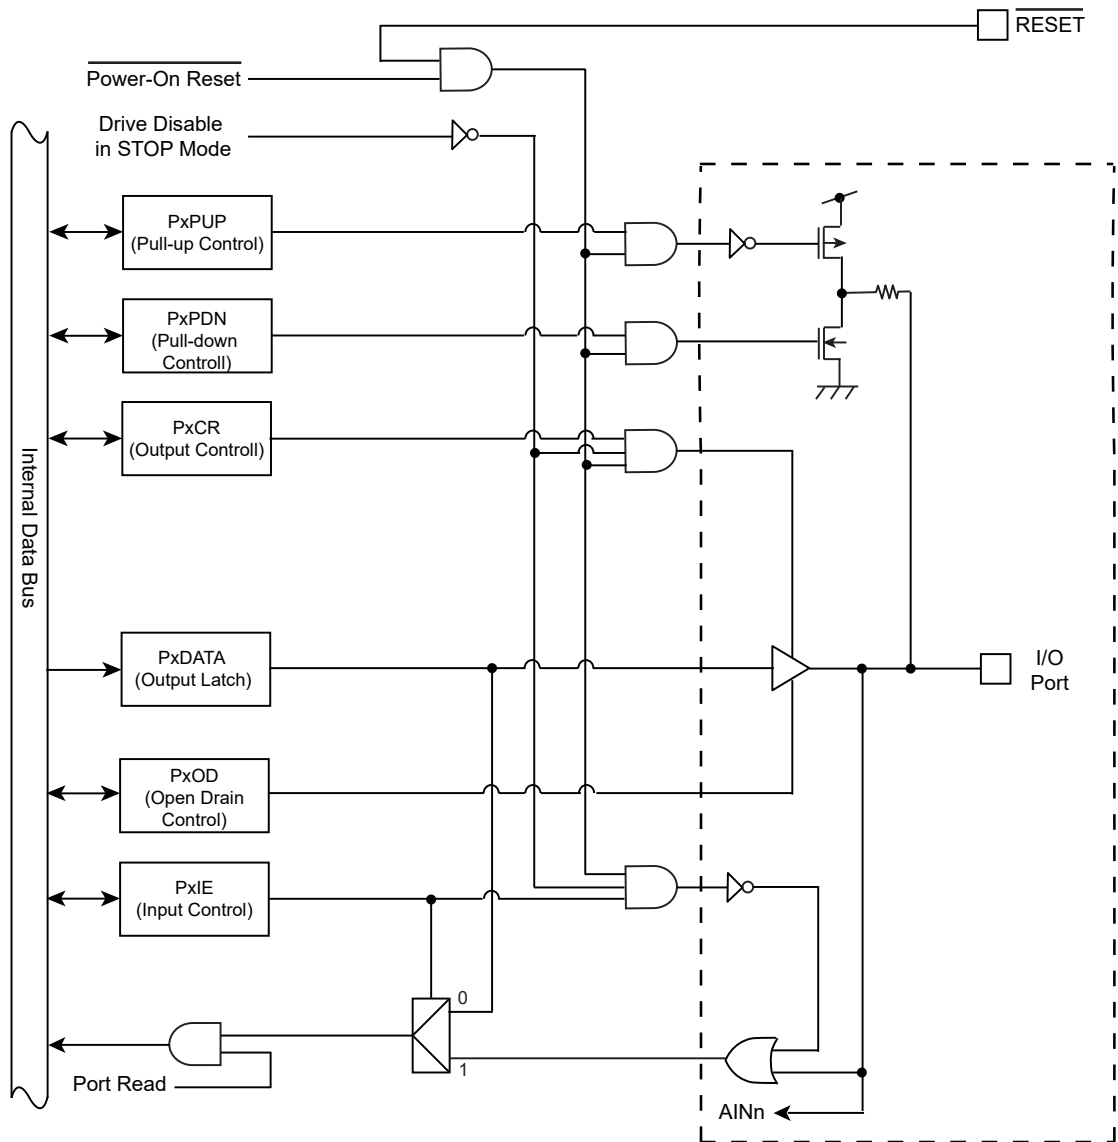 RESET
Power-On Reset
Drive Disable
in STOP Mode
PxPUP
(Pull-up Control)
PxPDN
(Pull-down
Controll)
PxCR
(Output Controll)
Internal Data Bus
PxDATA
(Output Latch)
I/O
Port
PxOD
(Open Drain
Control)
PxIE
(Input Control)
0
1
Port Read
AINn